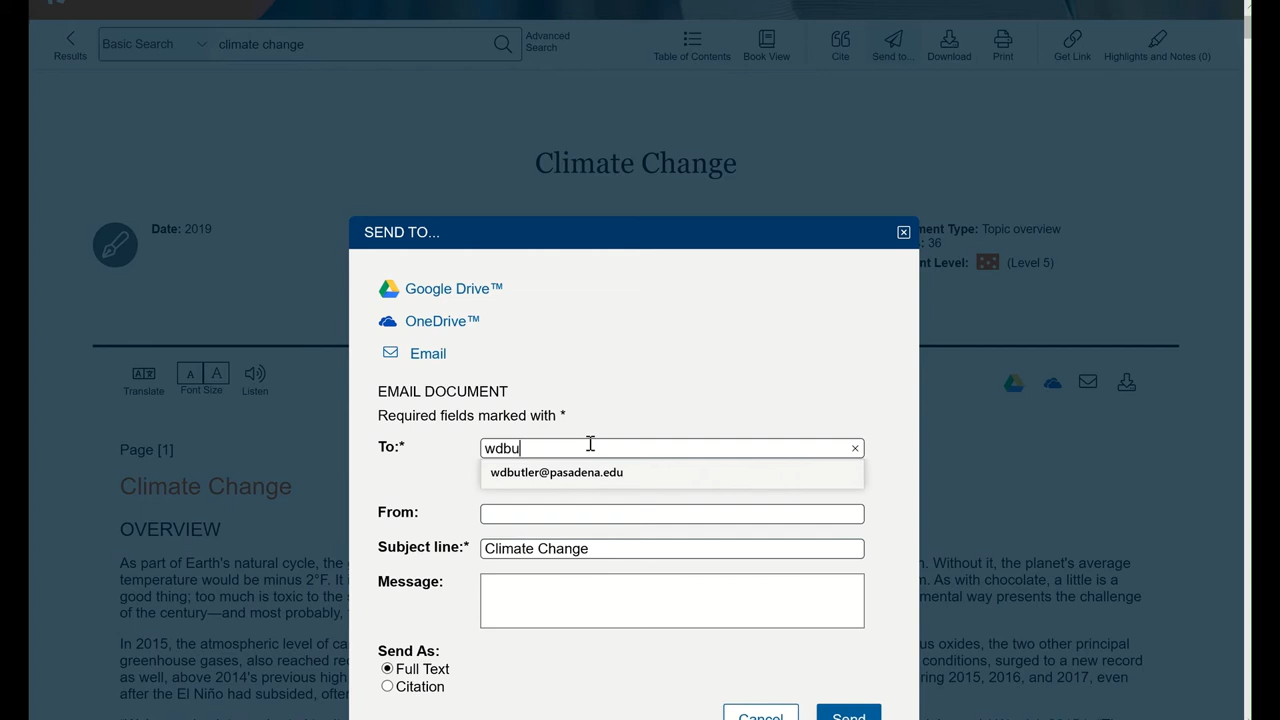 Results
Basic Search
climate change
Advanced
Search
Table of Contents
Book View
Cite
Send to...
Download
Print
Get Link
Highlights and Notes (0)
Climate Change
Date: 2019
ment Type: Topic overview
s: 36
nt Level: (Level 5)
SEND TO...
Google Drive™
OneDrive™
Email
EMAIL DOCUMENT
Required fields marked with *
To:* wdbu
wdbutler@pasadena.edu
From:
Subject line:* Climate Change
Message:
Send As:
Full Text
Citation
Cancel
Send
Translate
A A
Font Size
Listen
Page [1]
Climate Change
OVERVIEW
As part of Earth's natural cycle, the
n. Without it, the planet's average
temperature would be minus 2°F. It
m. As with chocolate, a little is a
good thing; too much is toxic to the
mental way presents the challenge
of the century—and most probably,
In 2015, the atmospheric level of ca
us oxides, the two other principal
greenhouse gases, also reached rec
conditions, surged to a new record
as well, above 2014's previous high
ring 2015, 2016, and 2017, even
after the El Niño had subsided, ofte